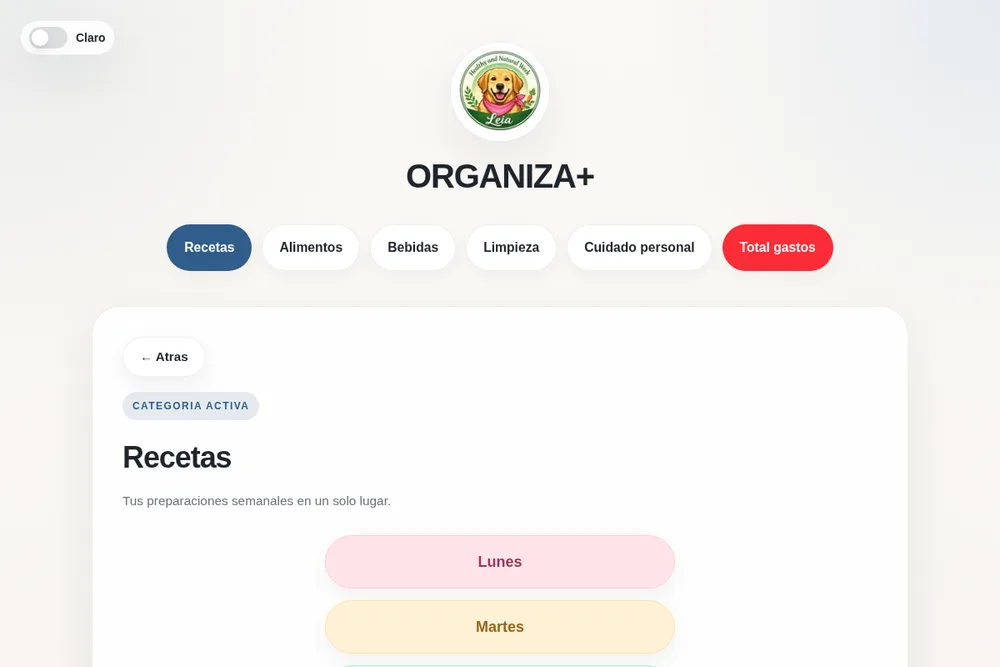 Claro
Healthy and Natural Week
Leia
ORGANIZA+
Recetas
Alimentos
Bebidas
Limpieza
Cuidado personal
Total gastos
← Atras
CATEGORIA ACTIVA
Recetas
Tus preparaciones semanales en un solo lugar.
Lunes
Martes